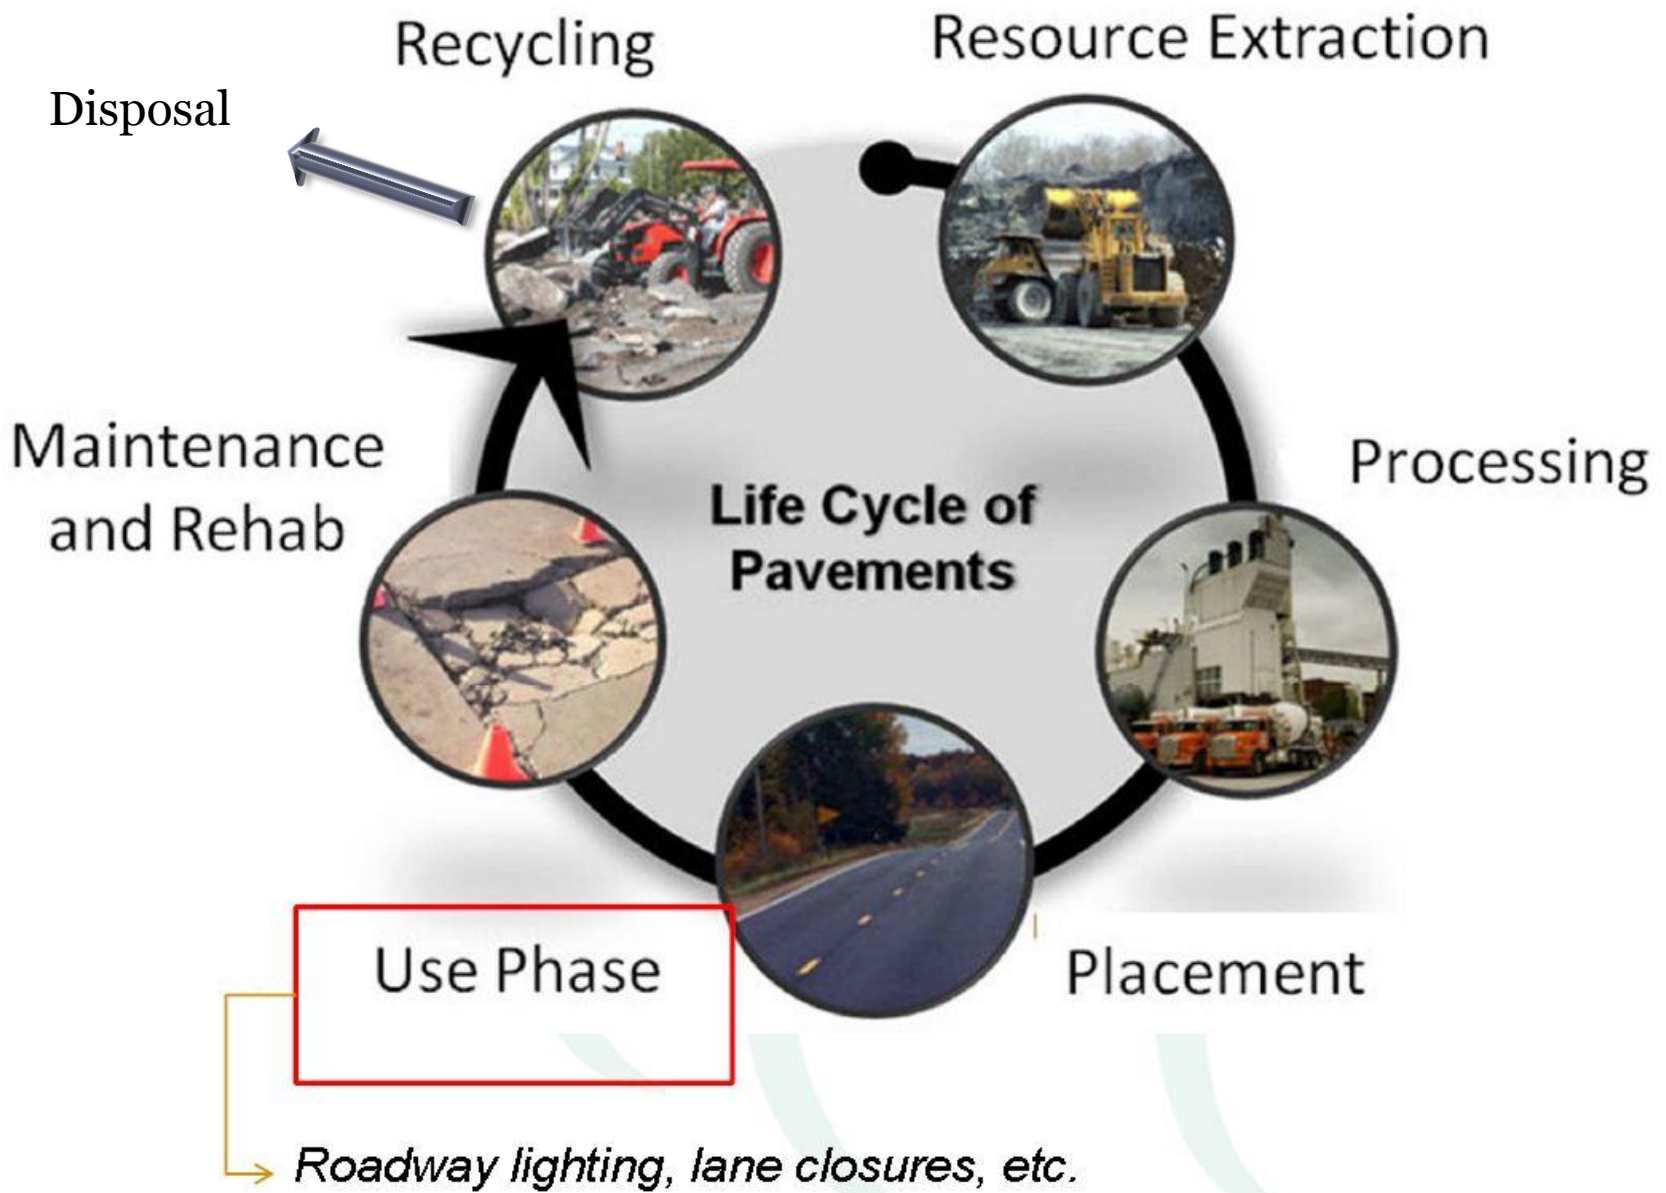 Recycling
Resource Extraction
Disposal
Maintenance
and Rehab
Processing
Life Cycle of
Pavements
Use Phase
Placement
Roadway lighting, lane closures, etc.